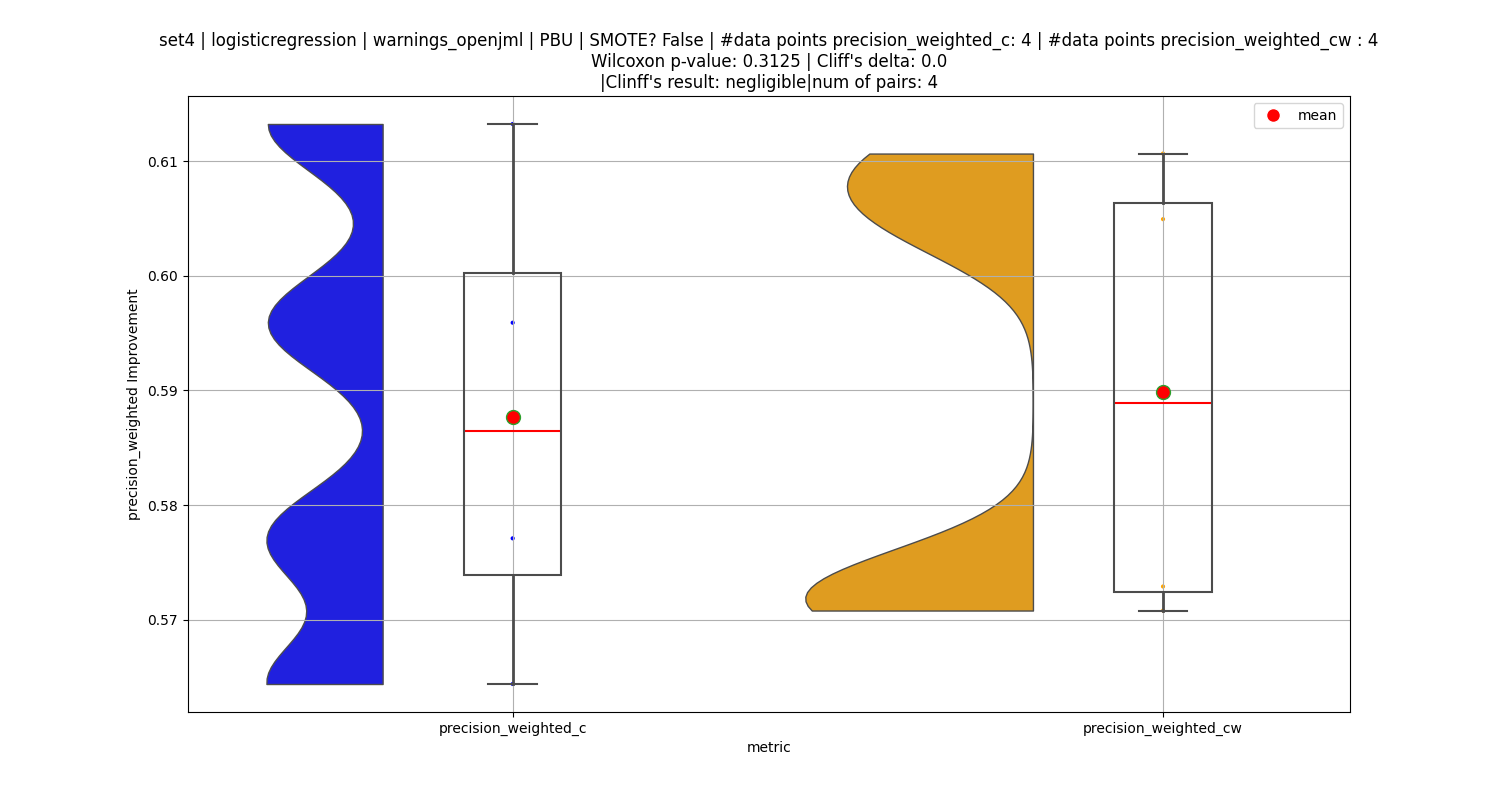 set4 | logisticregression | warnings_openjml | PBU | SMOTE? False | #data points precision_weighted_c: 4 | #data points precision_weighted_cw : 4
Wilcoxon p-value: 0.3125 | Cliff's delta: 0.0
|Clinff's result: negligible|num of pairs: 4
mean
0.61
0.60
0.59
0.58
0.57
precision_weighted Improvement
precision_weighted_c
precision_weighted_cw
metric